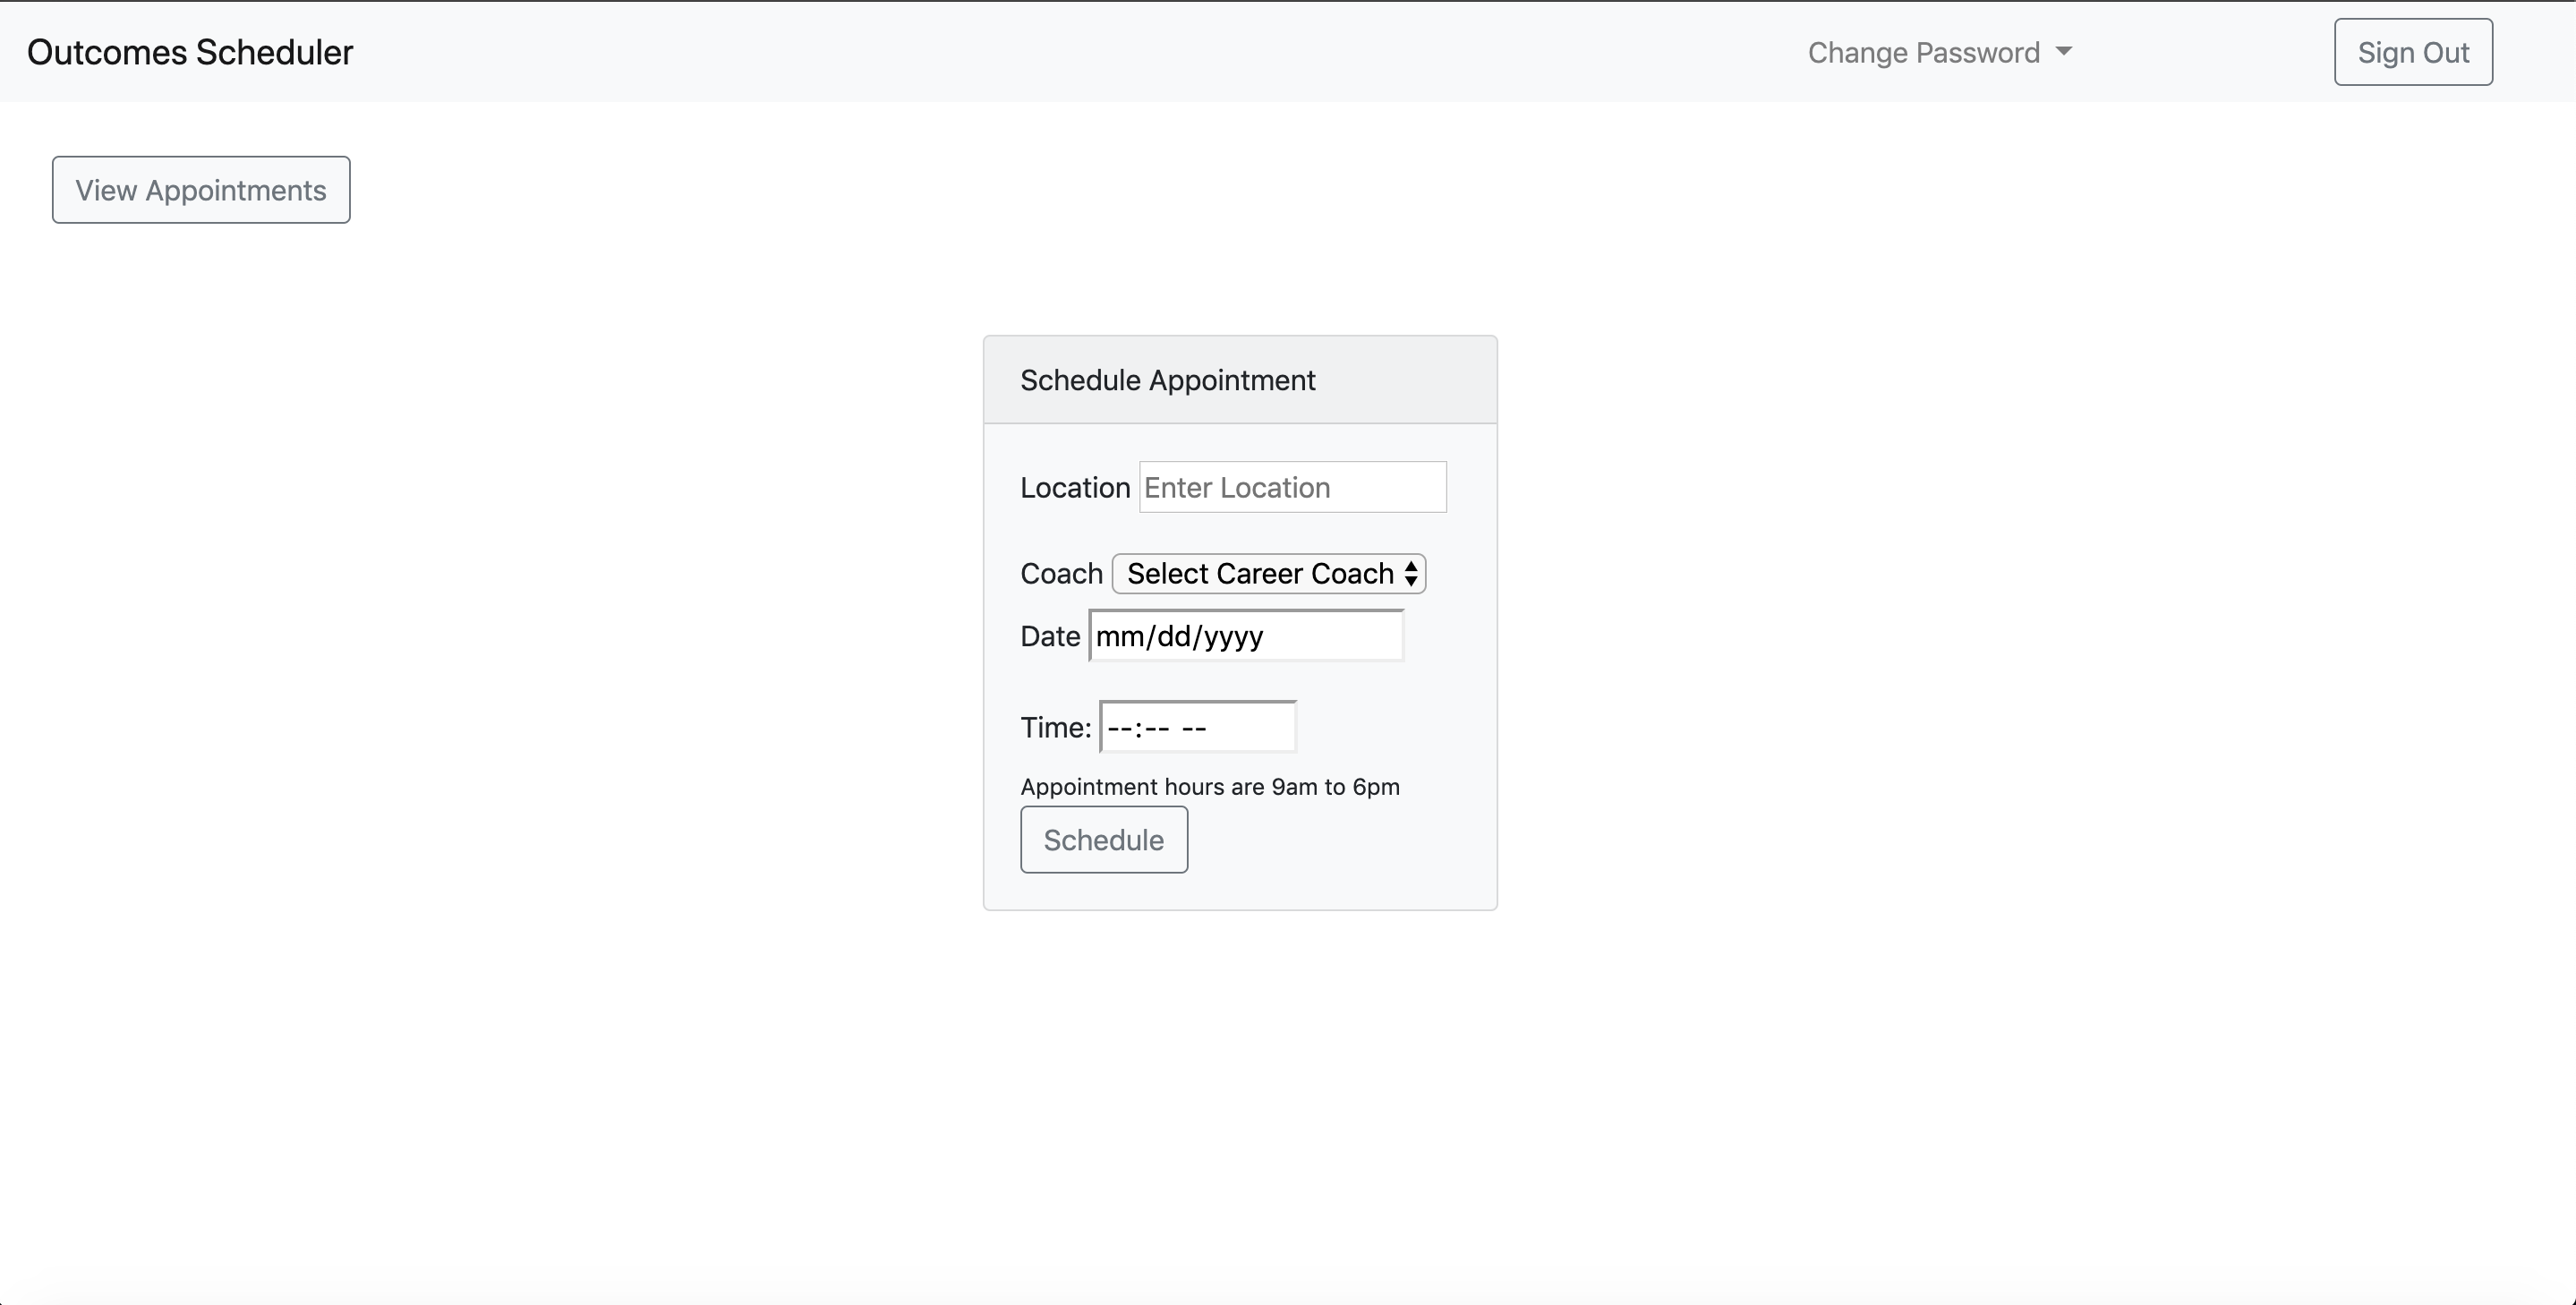 Outcomes Scheduler
Change Password
Sign Out
View Appointments
Schedule Appointment
Location Enter Location
Coach Select Career Coach
Date mm/dd/yyyy
Time: --:-- --
Appointment hours are 9am to 6pm
Schedule